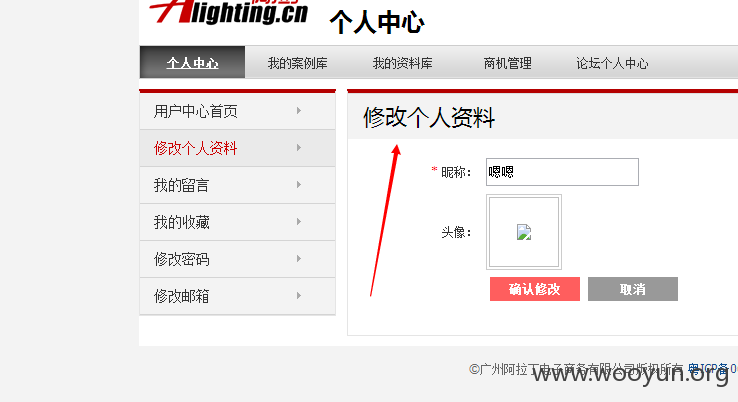 Alighting.cn 个人中心
个人中心 我的案例库 我的资料库 商机管理 论坛个人中心
用户中心首页
修改个人资料
我的留言
我的收藏
修改密码
修改邮箱
修改个人资料
* 昵称： 嗯嗯
头像：
确认修改 取消
©广州阿拉丁电子商务有限公司版权所有 粤ICP备0
www.wooyun.org